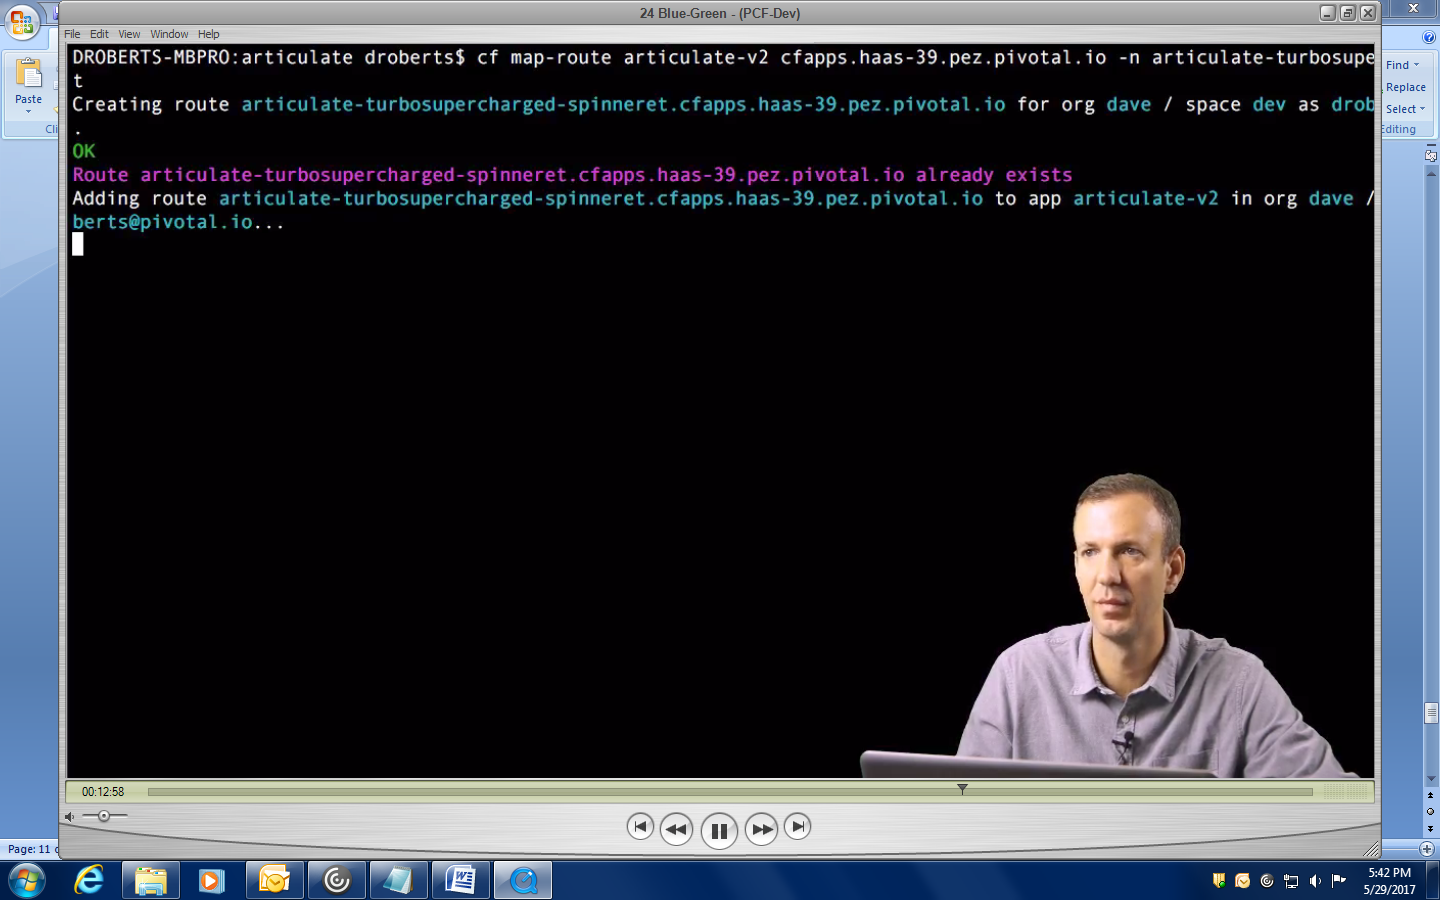 24 Blue-Green - (PCF-Dev)
File Edit View Window Help
DROBERTS-MBPRO:articulate droberts$ cf map-route articulate-v2 cfapps.haas-39.pez.pivotal.io -n articulate-turbosupe
t
Creating route articulate-turbosupercharged-spinneret.cfapps.haas-39.pez.pivotal.io for org dave / space dev as drob
.
OK
Route articulate-turbosupercharged-spinneret.cfapps.haas-39.pez.pivotal.io already exists
Adding route articulate-turbosupercharged-spinneret.cfapps.haas-39.pez.pivotal.io to app articulate-v2 in org dave /
berts@pivotal.io...
Paste
Cli
Find
Replace
Select
Editing
00:12:58
Page: 11
5:42 PM
5/29/2017